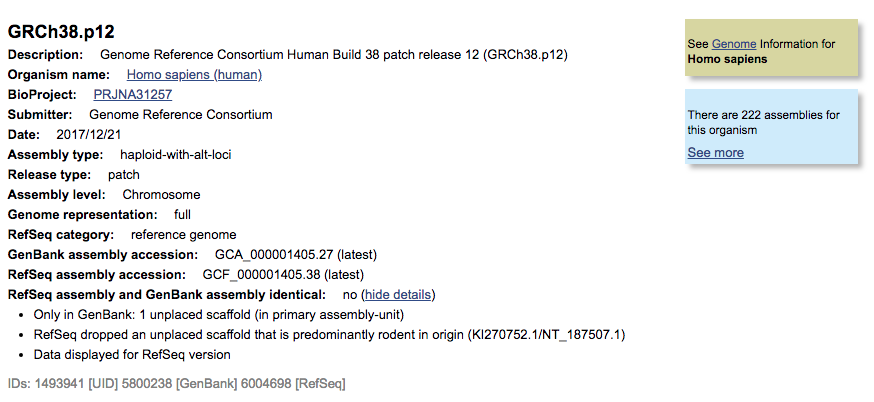 GRCh38.p12
Description: Genome Reference Consortium Human Build 38 patch release 12 (GRCh38.p12)
Organism name: Homo sapiens (human)
BioProject: PRJNA31257
Submitter: Genome Reference Consortium
Date: 2017/12/21
Assembly type: haploid-with-alt-loci
Release type: patch
Assembly level: Chromosome
Genome representation: full
RefSeq category: reference genome
GenBank assembly accession: GCA_000001405.27 (latest)
RefSeq assembly accession: GCF_000001405.38 (latest)
RefSeq assembly and GenBank assembly identical: no (hide details)
• Only in GenBank: 1 unplaced scaffold (in primary assembly-unit)
• RefSeq dropped an unplaced scaffold that is predominantly rodent in origin (KI270752.1/NT_187507.1)
• Data displayed for RefSeq version
IDs: 1493941 [UID] 5800238 [GenBank] 6004698 [RefSeq]
See Genome Information for
Homo sapiens
There are 222 assemblies for
this organism
See more